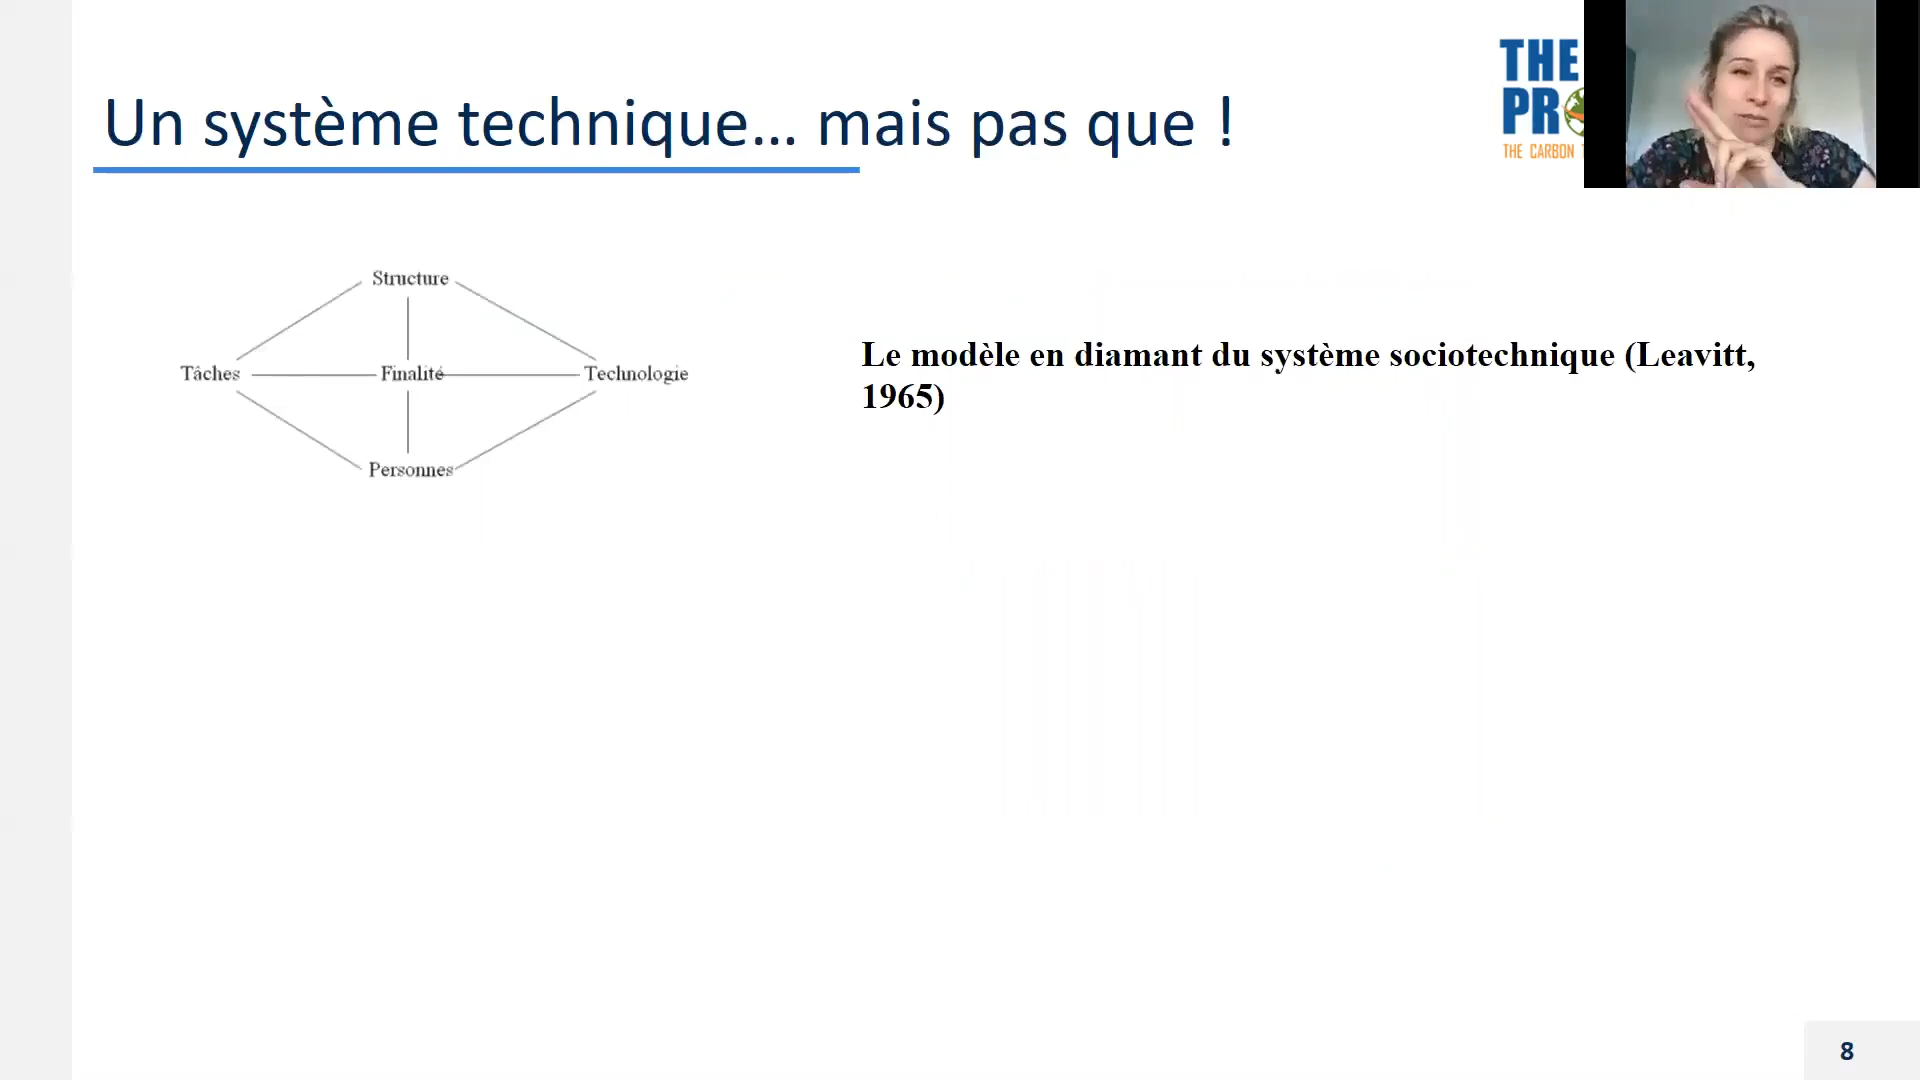 Un système technique... mais pas que !
THE
PRO
THE CARBON
Structure
Tâches
Finalité
Technologie
Personnes
Le modèle en diamant du système sociotechnique (Leavitt,
1965)
8